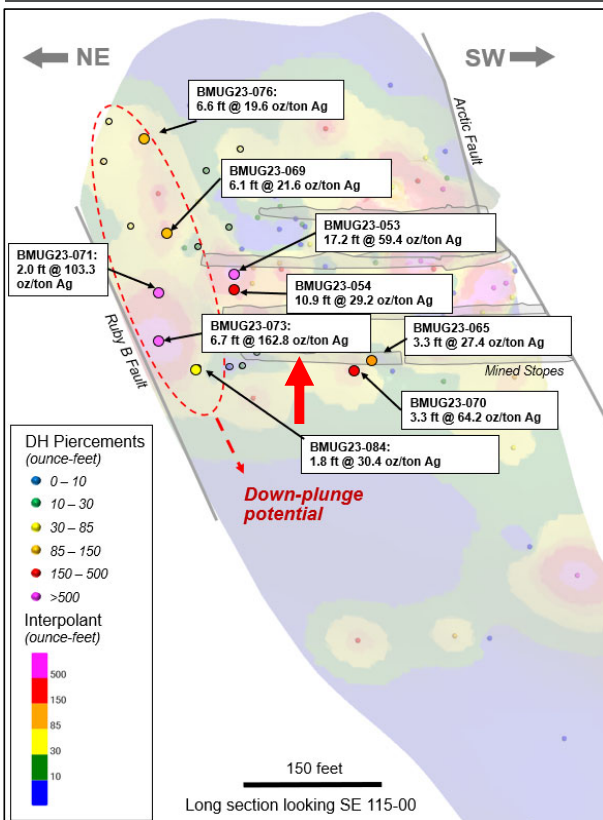 NE
SW
BMUG23-076:
6.6 ft @ 19.6 oz/ton Ag
Arctic Fault
BMUG23-069
6.1 ft @ 21.6 oz/ton Ag
BMUG23-053
17.2 ft @ 59.4 oz/ton Ag
BMUG23-071:
2.0 ft @ 103.3
oz/ton Ag
BMUG23-054
10.9 ft @ 29.2 oz/ton Ag
Ruby B Fault
BMUG23-073:
6.7 ft @ 162.8 oz/ton Ag
BMUG23-065
3.3 ft @ 27.4 oz/ton Ag
Mined Stopes
BMUG23-070
3.3 ft @ 64.2 oz/ton Ag
BMUG23-084:
1.8 ft @ 30.4 oz/ton Ag
Down-plunge
potential
DH Piercements
(ounce-feet)
0 – 10
10 – 30
30 – 85
85 – 150
150 – 500
>500
Interpolant
(ounce-feet)
500
150
85
30
10
150 feet
Long section looking SE 115-00